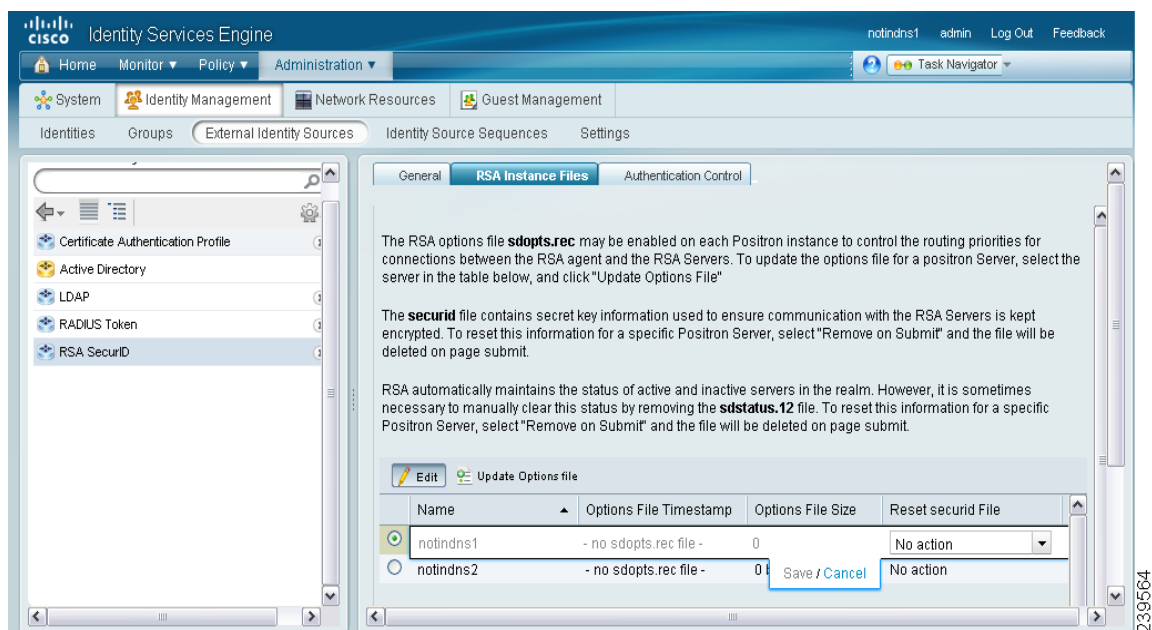 cisco Identity Services Engine
notindns1 admin Log Out Feedback
Home Monitor Policy Administration
Task Navigator
System Identity Management Network Resources Guest Management
Identities Groups External Identity Sources Identity Source Sequences Settings
Certificate Authentication Profile
Active Directory
LDAP
RADIUS Token
RSA SecurID
General RSA Instance Files Authentication Control
The RSA options file sdopts.rec may be enabled on each Positron instance to control the routing priorities for
connections between the RSA agent and the RSA Servers. To update the options file for a positron Server, select the
server in the table below, and click "Update Options File"
The securid file contains secret key information used to ensure communication with the RSA Servers is kept
encrypted. To reset this information for a specific Positron Server, select "Remove on Submit" and the file will be
deleted on page submit.
RSA automatically maintains the status of active and inactive servers in the realm. However, it is sometimes
necessary to manually clear this status by removing the sdstatus.12 file. To reset this information for a specific
Positron Server, select "Remove on Submit" and the file will be deleted on page submit.
Edit Update Options file
Name Options File Timestamp Options File Size Reset securid File
notindns1 - no sdopts.rec file - 0 No action
notindns2 - no sdopts.rec file - 0 No action
Save / Cancel
239564